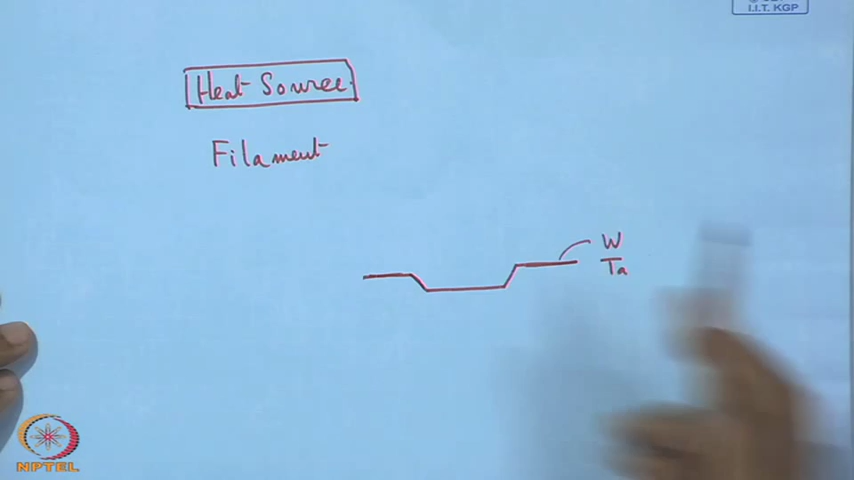 I.I.T. KGP
Heat Source
Filament
W
Ta
NPTEL